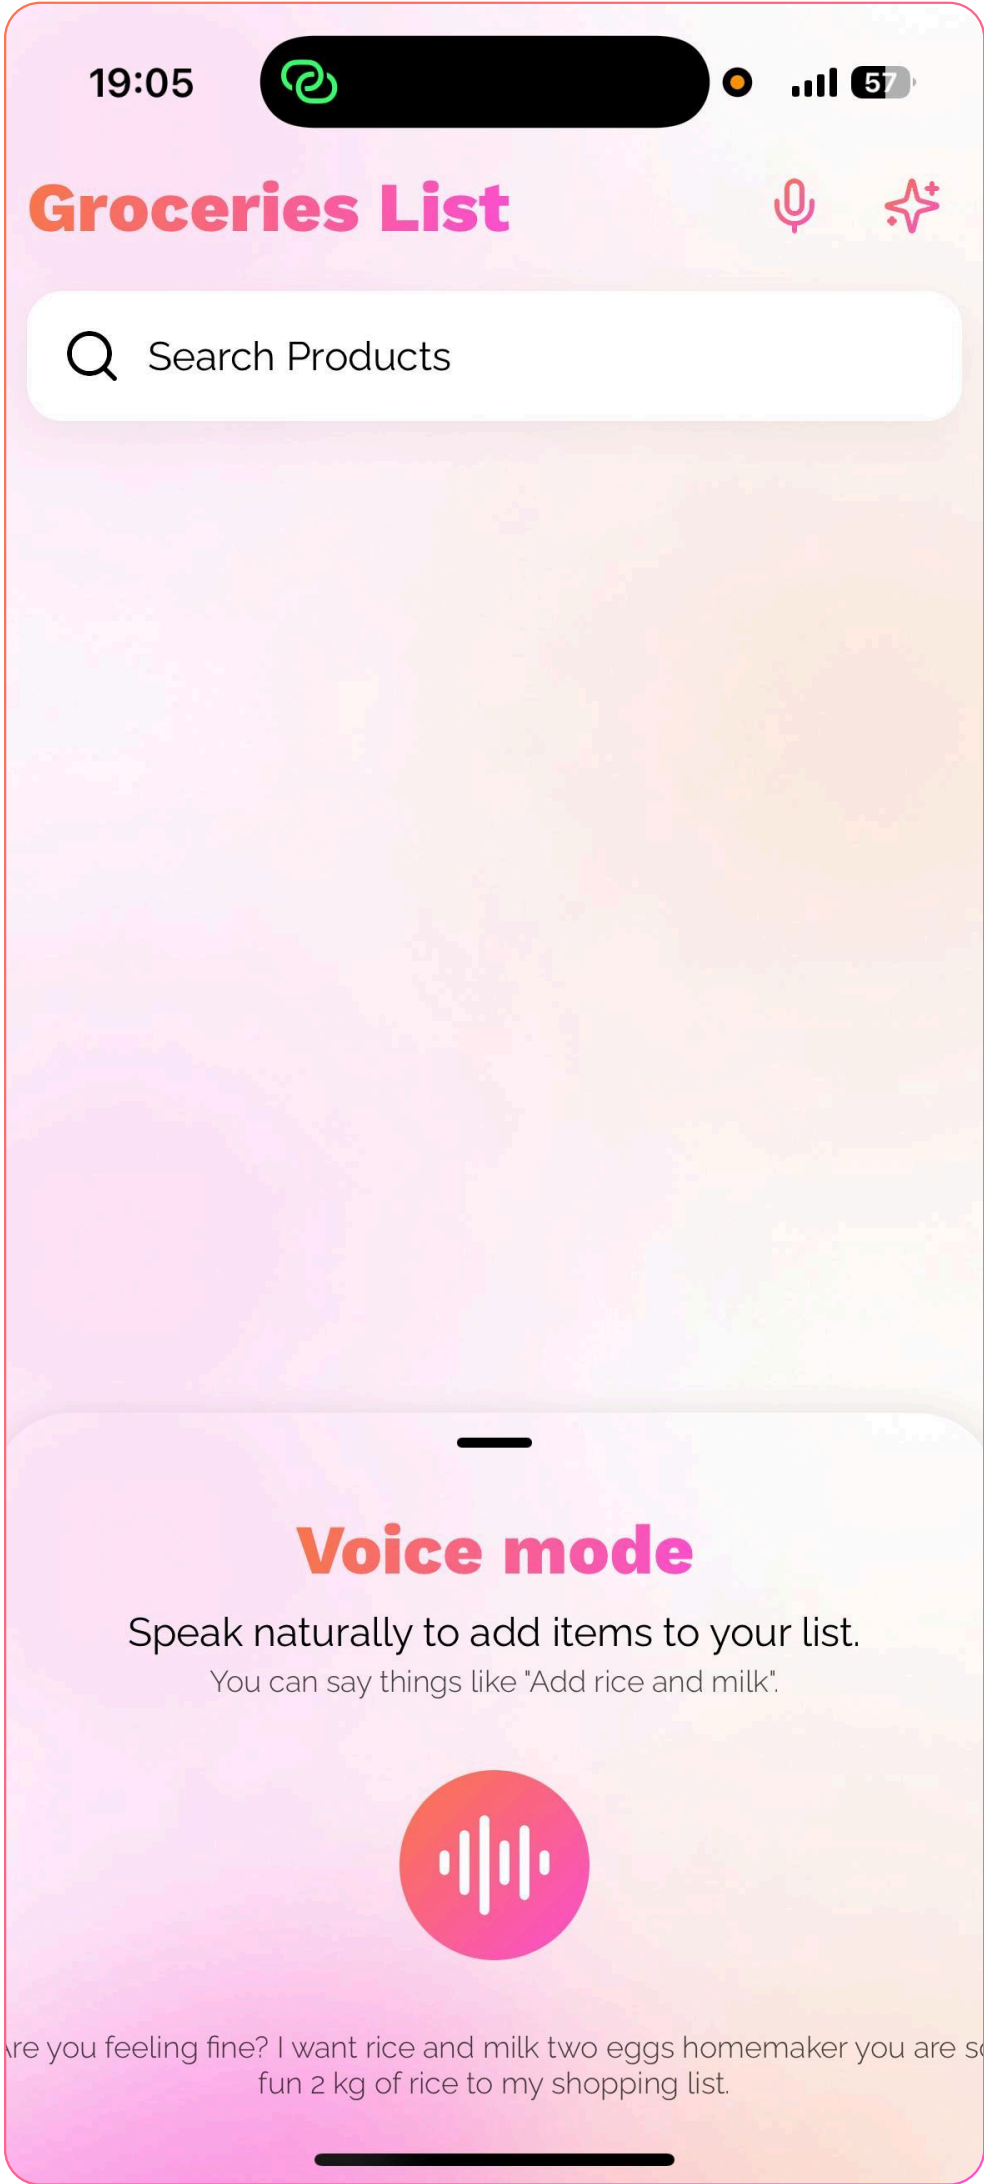 19:05
57
Groceries List
Search Products
Voice mode
Speak naturally to add items to your list.
You can say things like "Add rice and milk".
you feeling fine? I want rice and milk two eggs homemaker you are
fun 2 kg of rice to my shopping list.